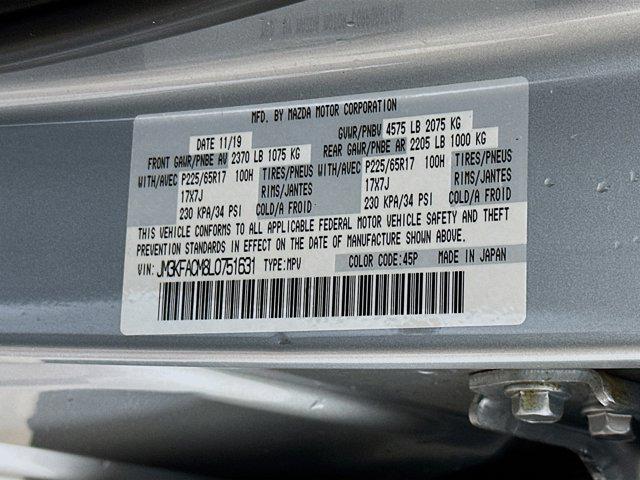 MFD. BY MAZDA MOTOR CORPORATION
DATE 11/19 GVWR/PNBV 4575 LB 2075 KG
FRONT GAWR/PNBE AV 2370 LB 1075 KG REAR GAWR/PNBE AR 2205 LB 1000 KG
WITH/AVEC P225/65R17 100H TIRES/PNEUS WITH/AVEC P225/65R17 100H TIRES/PNEUS
17X7J RIMS/JANTES 17X7J RIMS/JANTES
230 KPA/34 PSI COLD/A FROID 230 KPA/34 PSI COLD/A FROID
THIS VEHICLE CONFORMS TO ALL APPLICABLE FEDERAL MOTOR VEHICLE SAFETY AND THEFT
PREVENTION STANDARDS IN EFFECT ON THE DATE OF MANUFACTURE SHOWN ABOVE.
VIN: JM3KFACM8L0751631 TYPE:MPV COLOR CODE:45P MADE IN JAPAN